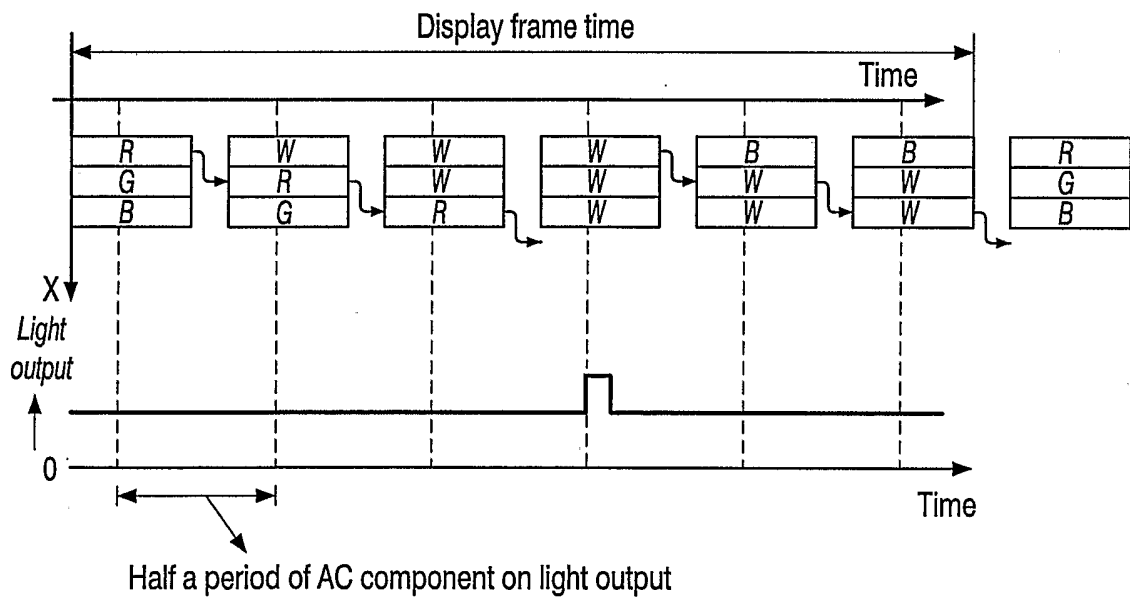 Display frame time
Time
R W W W B B R
G R W W W W G
B G R W W W B
X
Light
output
0
Time
Half a period of AC component on light output